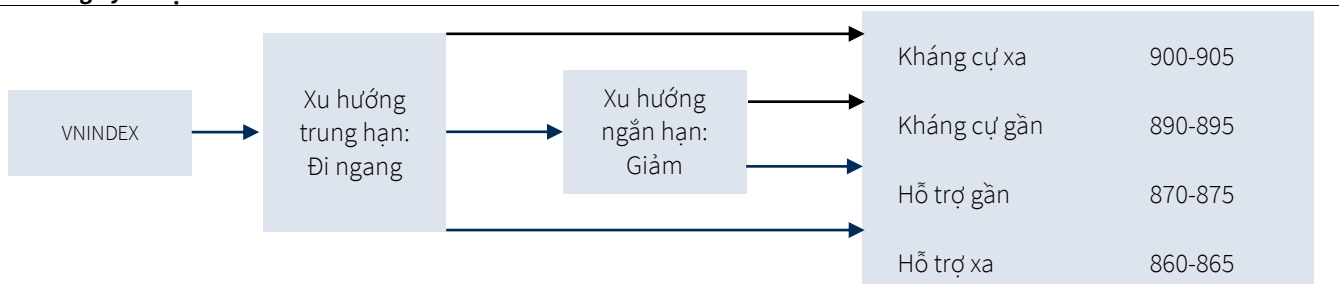 VNINDEX
Xu hướng
trung hạn:
Đi ngang
Xu hướng
ngắn hạn:
Giảm
Kháng cự xa 900-905
Kháng cự gần 890-895
Hỗ trợ gần 870-875
Hỗ trợ xa 860-865